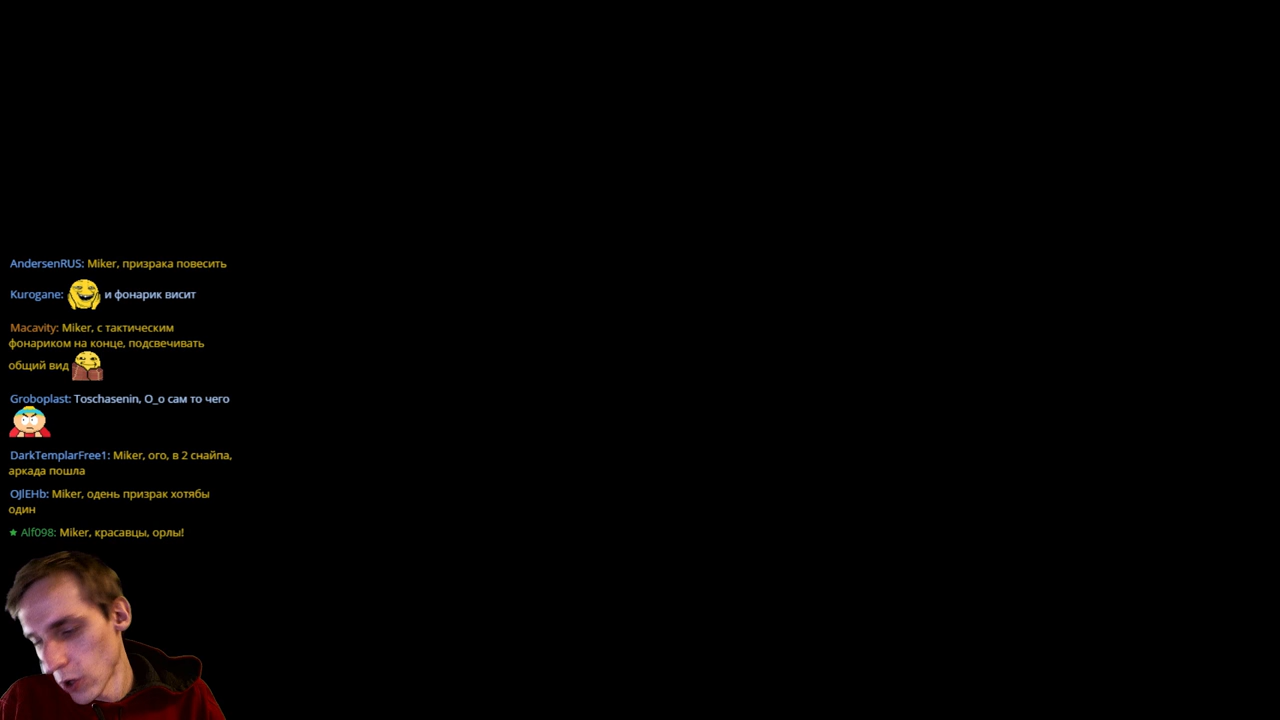 AndersenRUS: Miker, призрака повесить
Kurogane: и фонарик висит
Macavity: Miker, с тактическим
фонариком на конце, подсвечивать
общий вид
Groboplast: Toschasenin, O_o сам то чего
DarkTemplarFree1: Miker, ого, в 2 снайпа,
аркада пошла
OJlEHb: Miker, одень призрак хотябы
один
★ Alf098: Miker, красавцы, орлы!